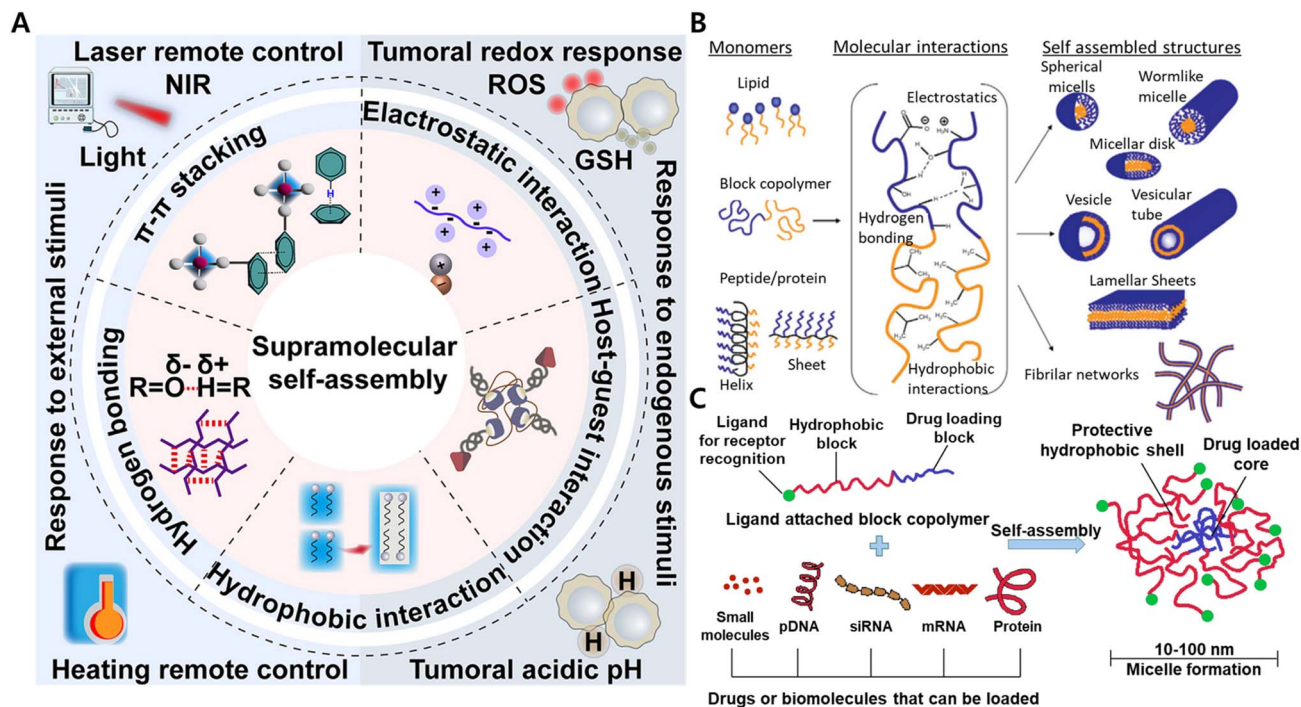 A
Laser remote control
NIR
Light
Tumoral redox response
ROS
GSH
Response to external stimuli
Response to endogenous stimuli
π-π stacking
Elactrostatic interaction
Host-guest interaction
Hydrophobic interaction
Hydrogen bonding
H
+ + + +
- - -
+
-
Supramolecular
self-assembly
δ- δ+
R=O H=R
H
H
Heating remote control
Tumoral acidic pH
B
Monomers
Molecular interactions
Self assembled structures
Lipid
Block copolymer
Peptide/protein
Helix
Sheet
Electrostatics
Hydrogen
bonding
Hydrophobic
interactions
Spherical
micells
Wormlike
micelle
Micellar disk
Vesicle
Vesicular
tube
Lamellar Sheets
Fibrilar networks
C
Ligand
for receptor
recognition
Hydrophobic
block
Drug loading
block
Ligand attached block copolymer
Self-assembly
Small
molecules
pDNA
siRNA
mRNA
Protein
Drugs or biomolecules that can be loaded
Protective
hydrophobic shell
Drug loaded
core
10-100 nm
Micelle formation